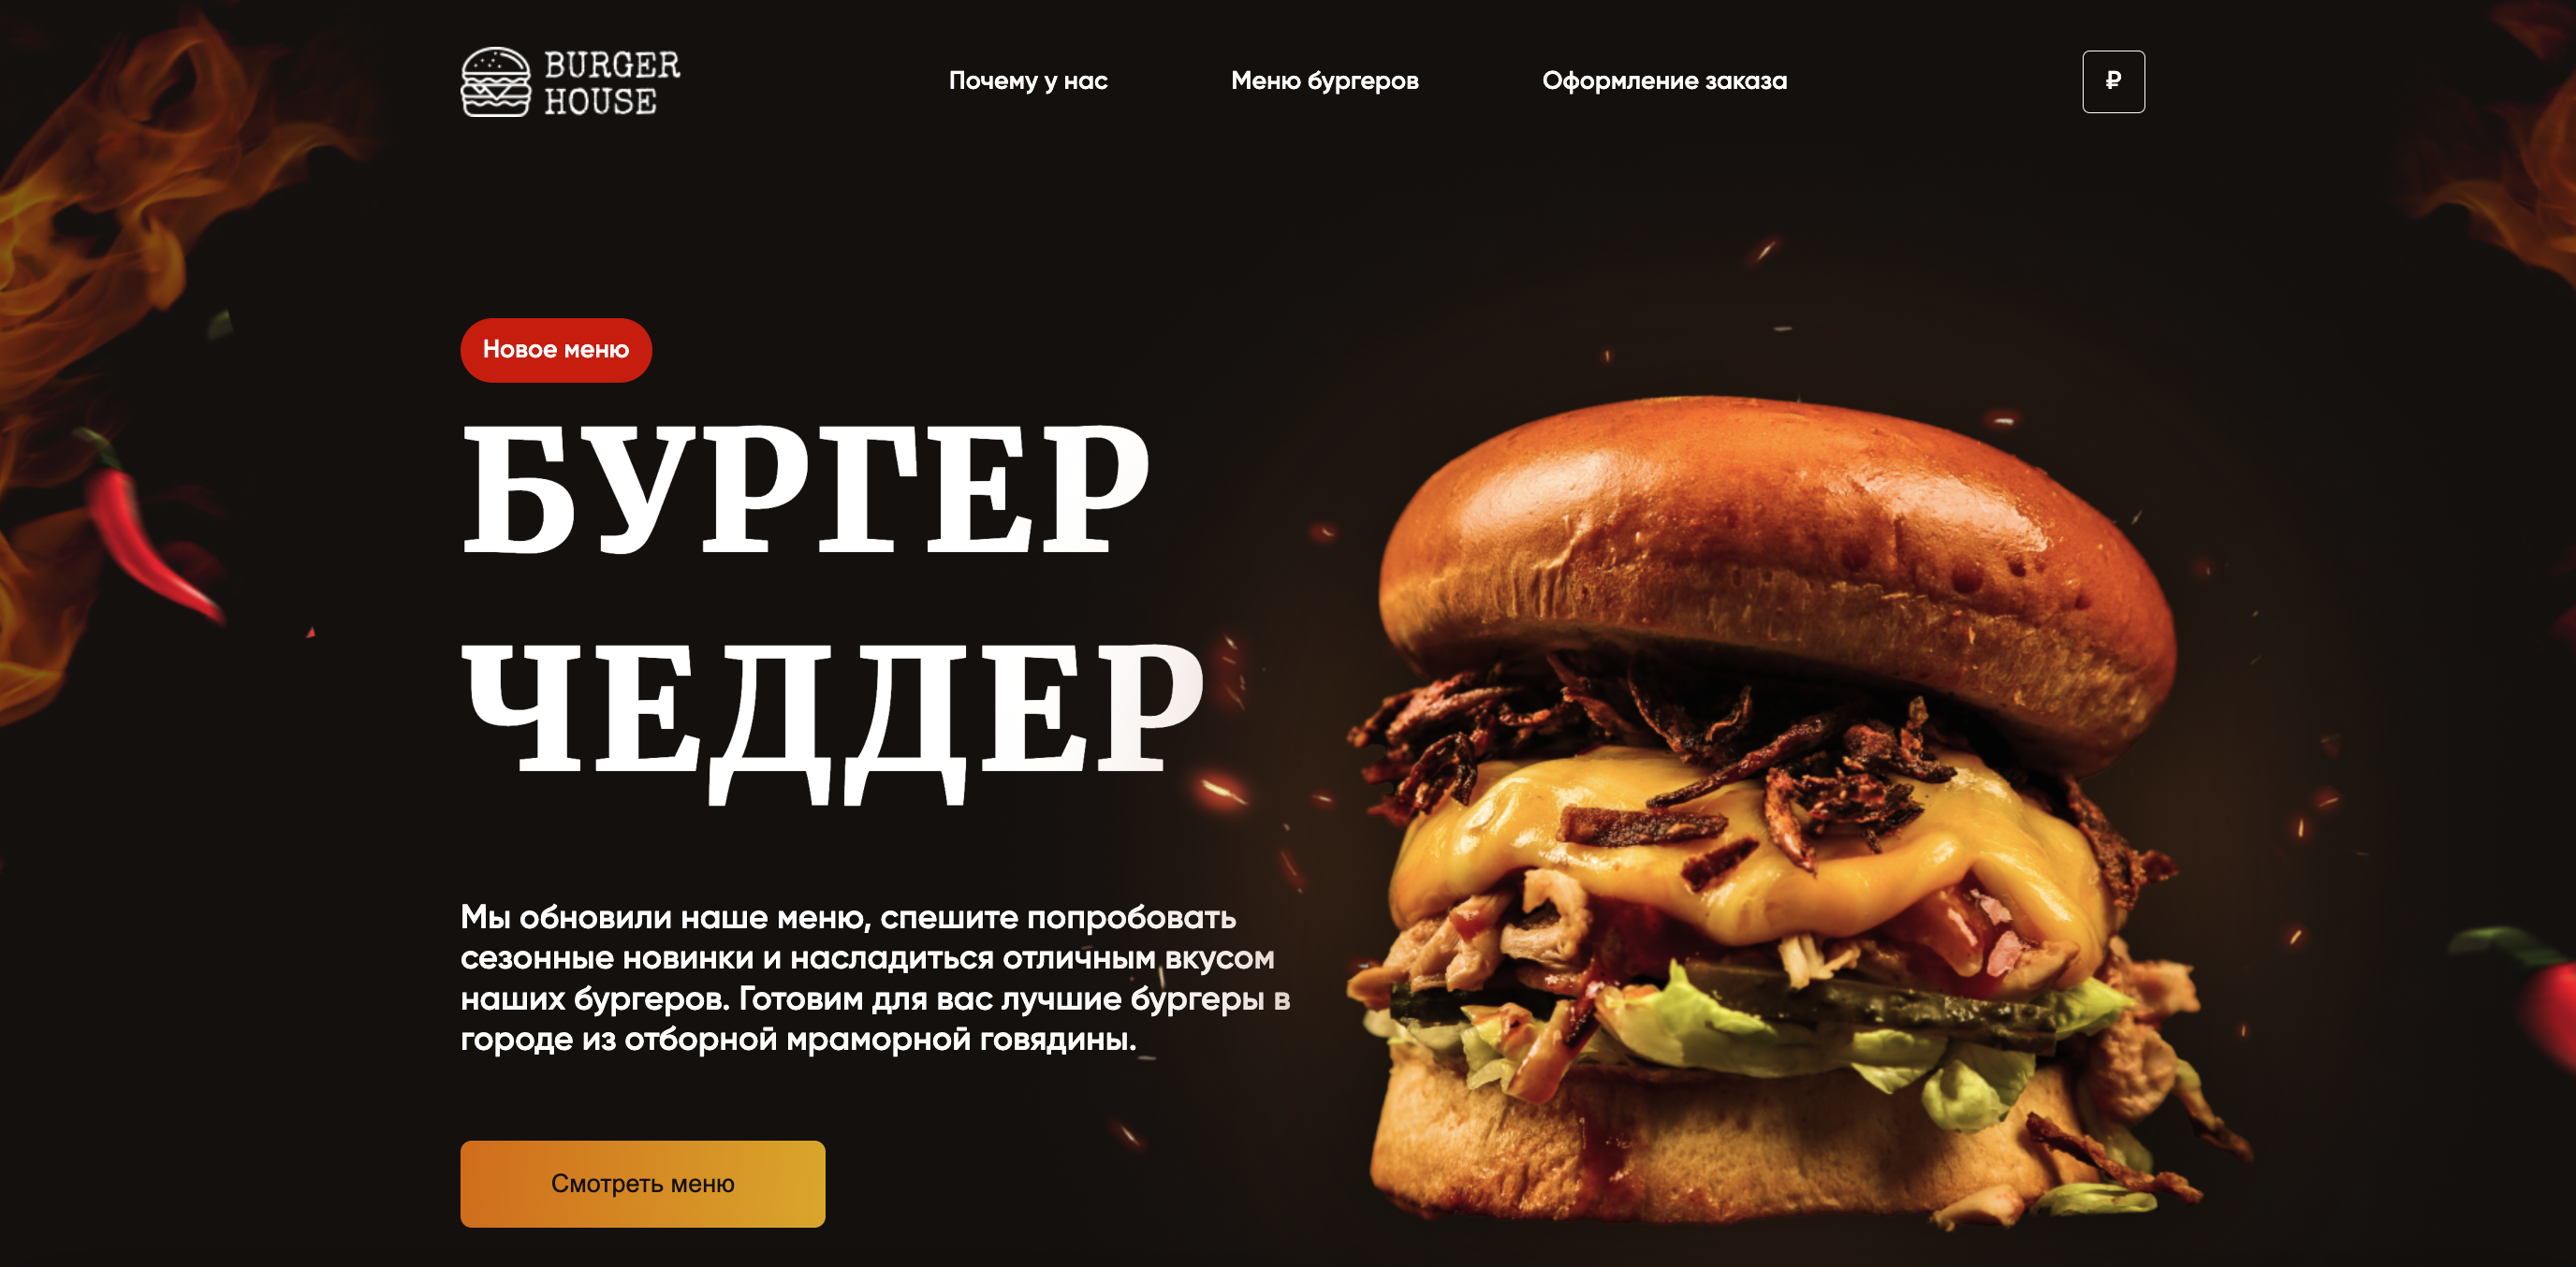 BURGER
HOUSE
Почему у нас
Меню бургеров
Оформление заказа
₽
Новое меню
БУРГЕР
ЧЕДДЕР
Мы обновили наше меню, спешите попробовать
сезонные новинки и насладиться отличным вкусом
наших бургеров. Готовим для вас лучшие бургеры в
городе из отборной мраморной говядины.
Смотреть меню